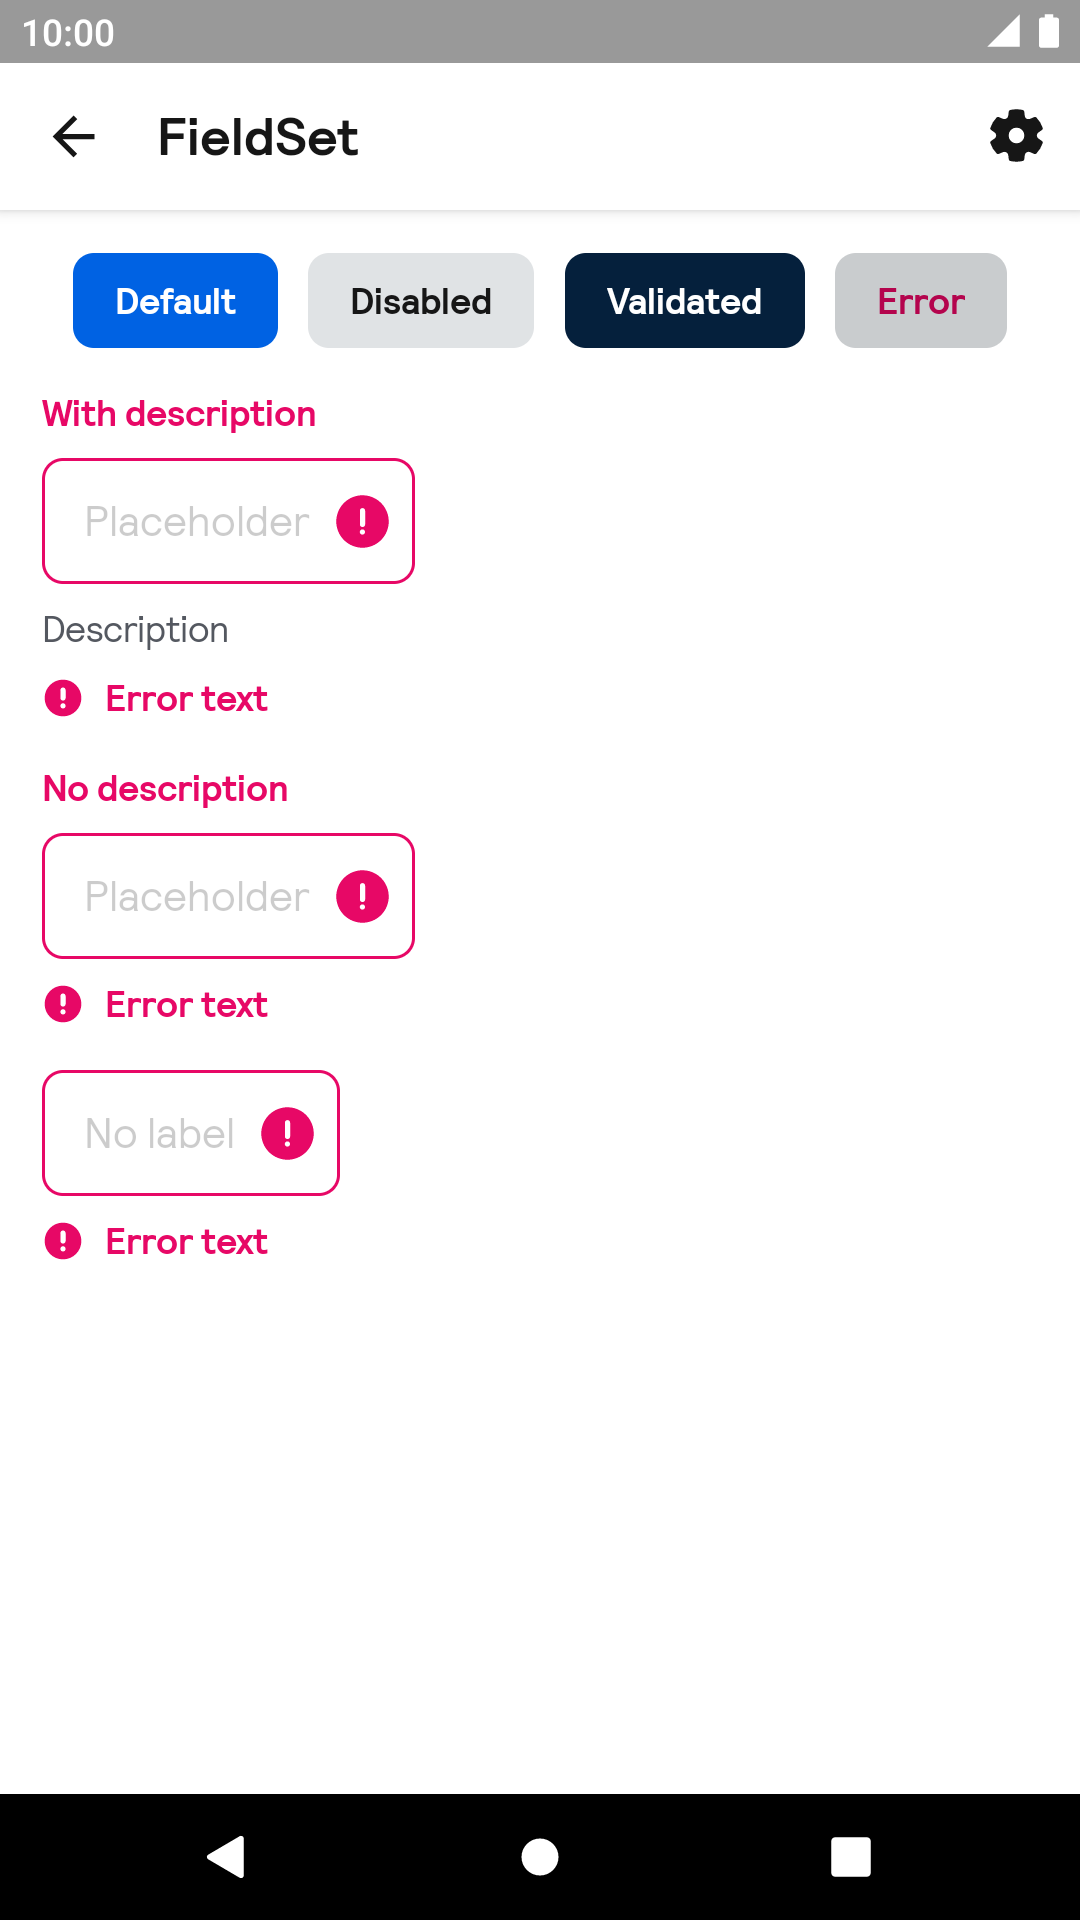 10:00
FieldSet
Default Disabled Validated Error
With description
Placeholder
Description
Error text
No description
Placeholder
Error text
No label
Error text